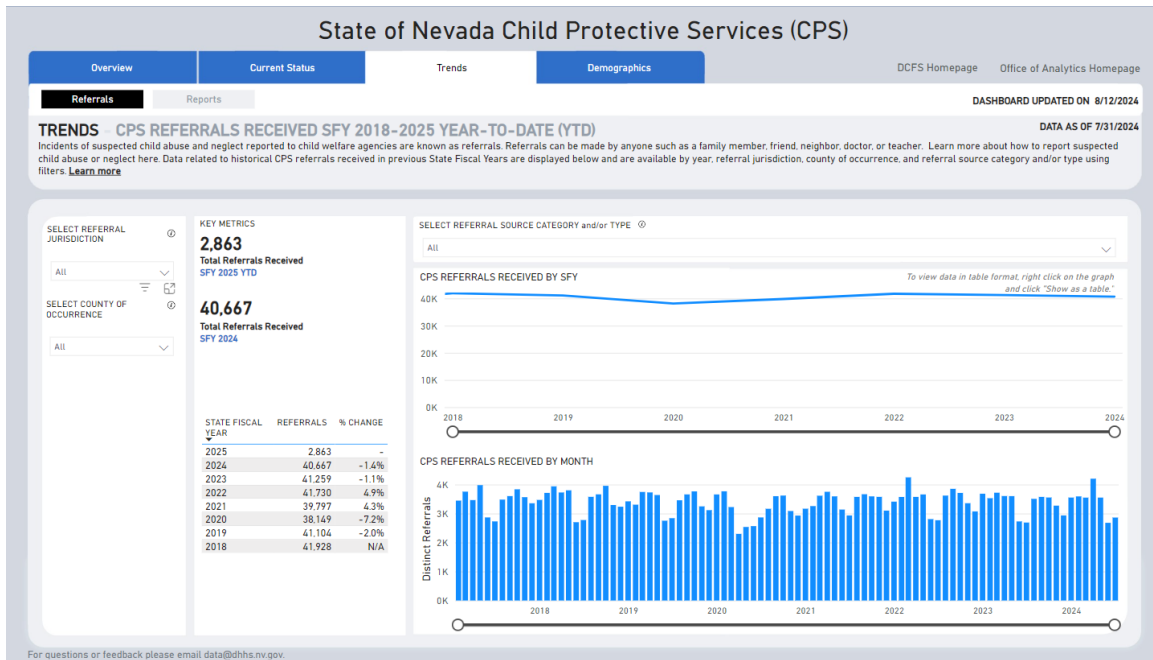 State of Nevada Child Protective Services (CPS)
Overview
Current Status
Trends
Demographics
DCFS Homepage
Office of Analytics Homepage
Referrals
Reports
DASHBOARD UPDATED ON 8/12/2024
TRENDS - CPS REFERRALS RECEIVED SFY 2018-2025 YEAR-TO-DATE (YTD)
DATA AS OF 7/31/2024
Incidents of suspected child abuse and neglect reported to child welfare agencies are known as referrals. Referrals can be made by anyone such as a family member, friend, neighbor, doctor, or teacher. Learn more about how to report suspected
child abuse or neglect here. Data related to historical CPS referrals received in previous State Fiscal Years are displayed below and are available by year, referral jurisdiction, county of occurrence, and referral source category and/or type using
filters. Learn more
SELECT REFERRAL
JURISDICTION
All
SELECT COUNTY OF
OCCURRENCE
All
KEY METRICS
2,863
Total Referrals Received
SFY 2025 YTD
40,667
Total Referrals Received
SFY 2024
STATE FISCAL YEAR REFERRALS % CHANGE
2025 2,863 -
2024 40,667 -1.4%
2023 41,259 -1.1%
2022 41,730 4.9%
2021 39,797 4.3%
2020 38,149 -7.2%
2019 41,104 -2.0%
2018 41,928 N/A
SELECT REFERRAL SOURCE CATEGORY and/or TYPE
All
CPS REFERRALS RECEIVED BY SFY
To view data in table format, right click on the graph
and click "Show as a table."
40K
30K
20K
10K
0K
2018 2019 2020 2021 2022 2023 2024
CPS REFERRALS RECEIVED BY MONTH
Distinct Referrals
4K
3K
2K
1K
0K
2018 2019 2020 2021 2022 2023 2024
For questions or feedback please email data@dhhs.nv.gov.